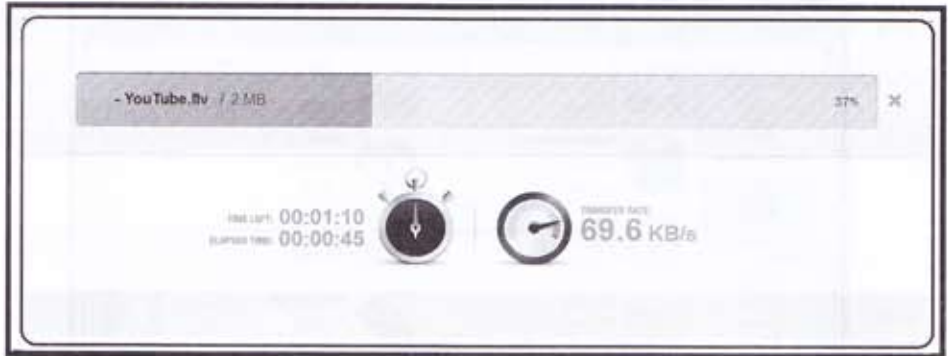 - YouTube.flv / 2 MB
37% ×
TIME LEFT: 00:01:10
ELAPSED TIME: 00:00:45
TRANSFER RATE:
69.6 KB/s